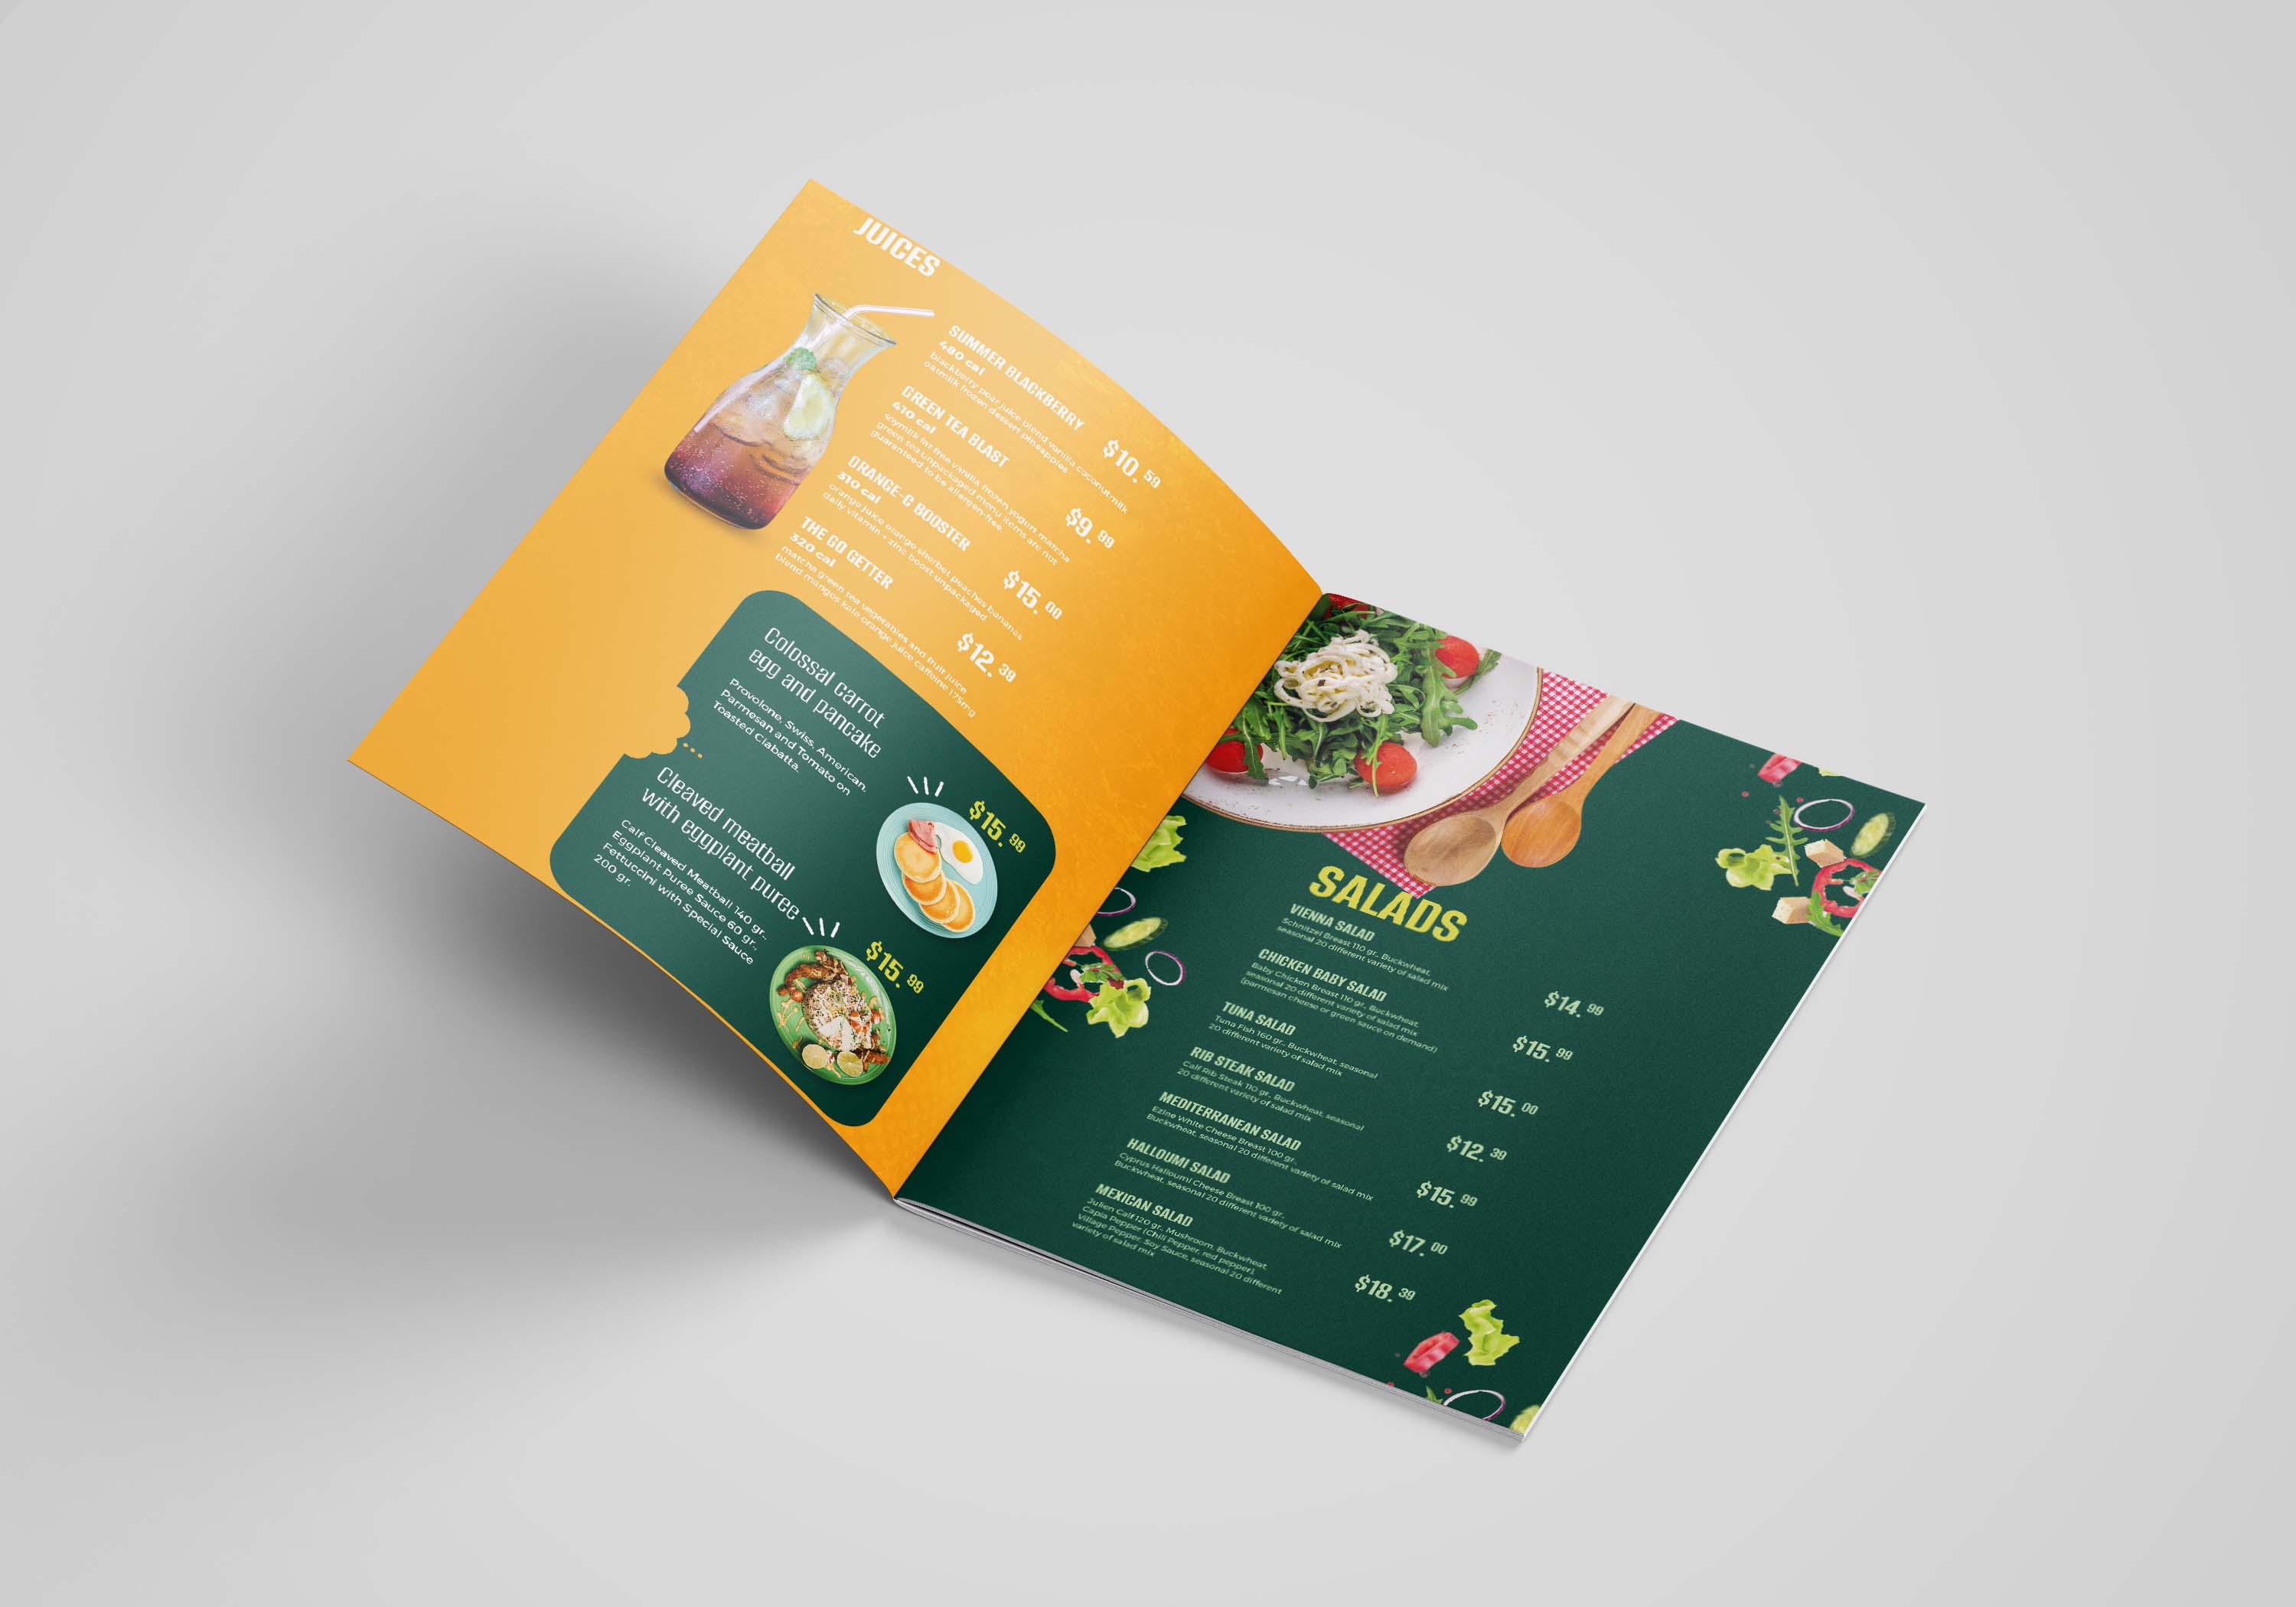 JUICES
SUMMER BLACKBERRY
480 cal
blackberry pear juice blend vanilla coconutmilk
oatmilk frozen dessert pineapples
$10. 59
GREEN TEA BLAST
410 cal
soymilk fat free vanilla frozen yogurt matcha
green tea unpackaged menu items are not
guaranteed to be allergen-free
$9. 99
ORANGE-C BOOSTER
310 cal
orange juice orange sherbet peaches bananas
daily vitamin + zinc boost unpackaged
$15. 00
THE GO GETTER
320 cal
matcha green tea vegetables and fruit juice
blend mangos kale orange juice caffeine 175mg
$12. 39
Colossal carrot
egg and pancake
Provolone, Swiss, American,
Parmesan and Tomato on
Toasted Ciabatta.
$15. 99
Cleaved meatball
with eggplant puree
Calf Cleaved Meatball 140 gr.,
Eggplant Puree Sauce 60 gr.,
Fettuccini with Special Sauce
200 gr.
$15. 99
SALADS
VIENNA SALAD
Schnitzel Breast 110 gr., Buckwheat,
seasonal 20 different variety of salad mix
$14. 99
CHICKEN BABY SALAD
Baby Chicken Breast 110 gr., Buckwheat,
seasonal 20 different variety of salad mix
(parmesan cheese or green sauce on demand)
$15. 99
TUNA SALAD
Tuna Fish 160 gr., Buckwheat, seasonal
20 different variety of salad mix
$15. 00
RIB STEAK SALAD
Calf Rib Steak 110 gr., Buckwheat, seasonal
20 different variety of salad mix
$12. 39
MEDITERRANEAN SALAD
Ezine White Cheese Breast 100 gr.,
Buckwheat, seasonal 20 different variety of salad mix
$15. 99
HALLOUMI SALAD
Cyprus Halloumi Cheese Breast 100 gr.,
Buckwheat, seasonal 20 different variety of salad mix
$17. 00
MEXICAN SALAD
Julien Calf 120 gr., Mushroom, Buckwheat,
Capia Pepper (Chili Pepper, red pepper),
Village Pepper, Soy Sauce, seasonal 20 different
variety of salad mix
$18. 39